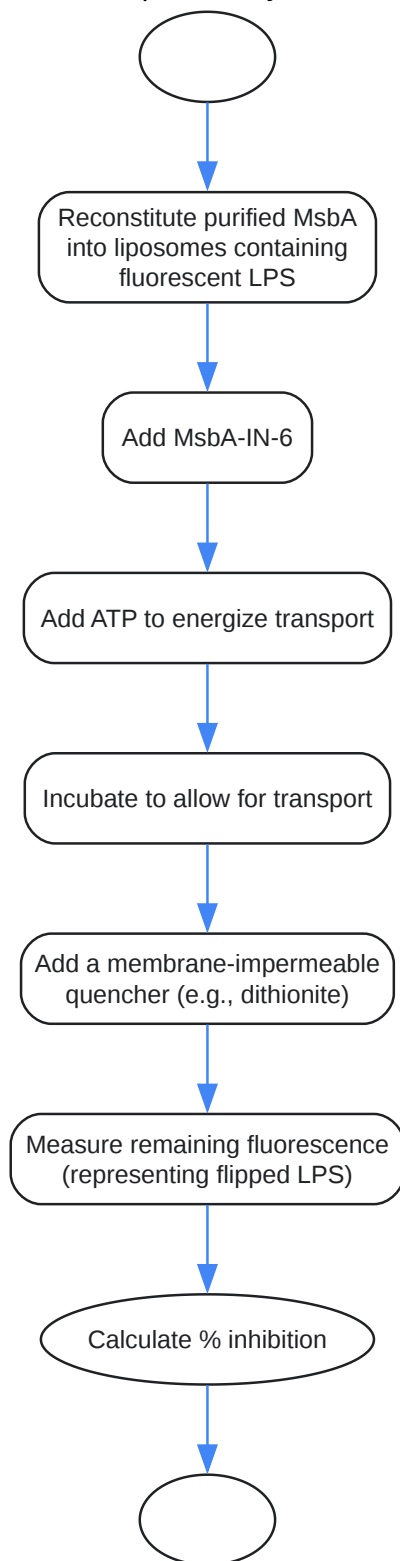 Reconstitute purified MsbA
into liposomes containing
fluorescent LPS
Add MsbA-IN-6
Add ATP to energize transport
Incubate to allow for transport
Add a membrane-impermeable
quencher (e.g., dithionite)
Measure remaining fluorescence
(representing flipped LPS)
Calculate % inhibition